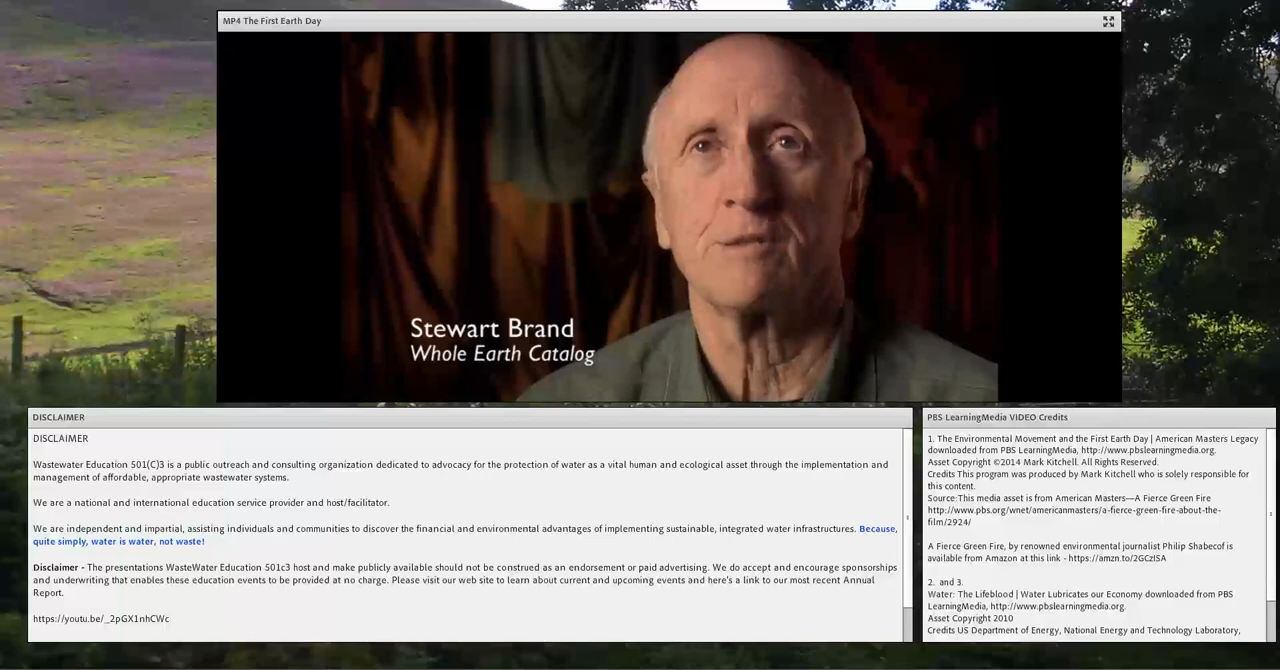 MP4 The First Earth Day
Stewart Brand
Whole Earth Catalog
DISCLAIMER
DISCLAIMER
Wastewater Education 501(C)3 is a public outreach and consulting organization dedicated to advocacy for the protection of water as a vital human and ecological asset through the implementation and
management of affordable, appropriate wastewater systems.
We are a national and international education service provider and host/facilitator.
We are independent and impartial, assisting individuals and communities to discover the financial and environmental advantages of implementing sustainable, integrated water infrastructures. Because,
quite simply, water is water, not waste!
Disclaimer - The presentations WasteWater Education 501c3 host and make publicly available should not be construed as an endorsement or paid advertising. We do accept and encourage sponsorships
and underwriting that enables these education events to be provided at no charge. Please visit our web site to learn about current and upcoming events and here's a link to our most recent Annual
Report.
https://youtu.be/_2pGX1nhCWc
PBS LearningMedia VIDEO Credits
1. The Environmental Movement and the First Earth Day | American Masters Legacy
downloaded from PBS LearningMedia, http://www.pbslearningmedia.org.
Asset Copyright ©2014 Mark Kitchell. All Rights Reserved.
Credits This program was produced by Mark Kitchell who is solely responsible for
this content.
Source:This media asset is from American Masters—A Fierce Green Fire
http://www.pbs.org/wnet/americanmasters/a-fierce-green-fire-about-the-
film/2924/
A Fierce Green Fire, by renowned environmental journalist Philip Shabecof is
available from Amazon at this link - https://amzn.to/2GCzISA
2. and 3.
Water: The Lifeblood | Water Lubricates our Economy downloaded from PBS
LearningMedia, http://www.pbslearningmedia.org.
Asset Copyright 2010
Credits US Department of Energy, National Energy and Technology Laboratory,